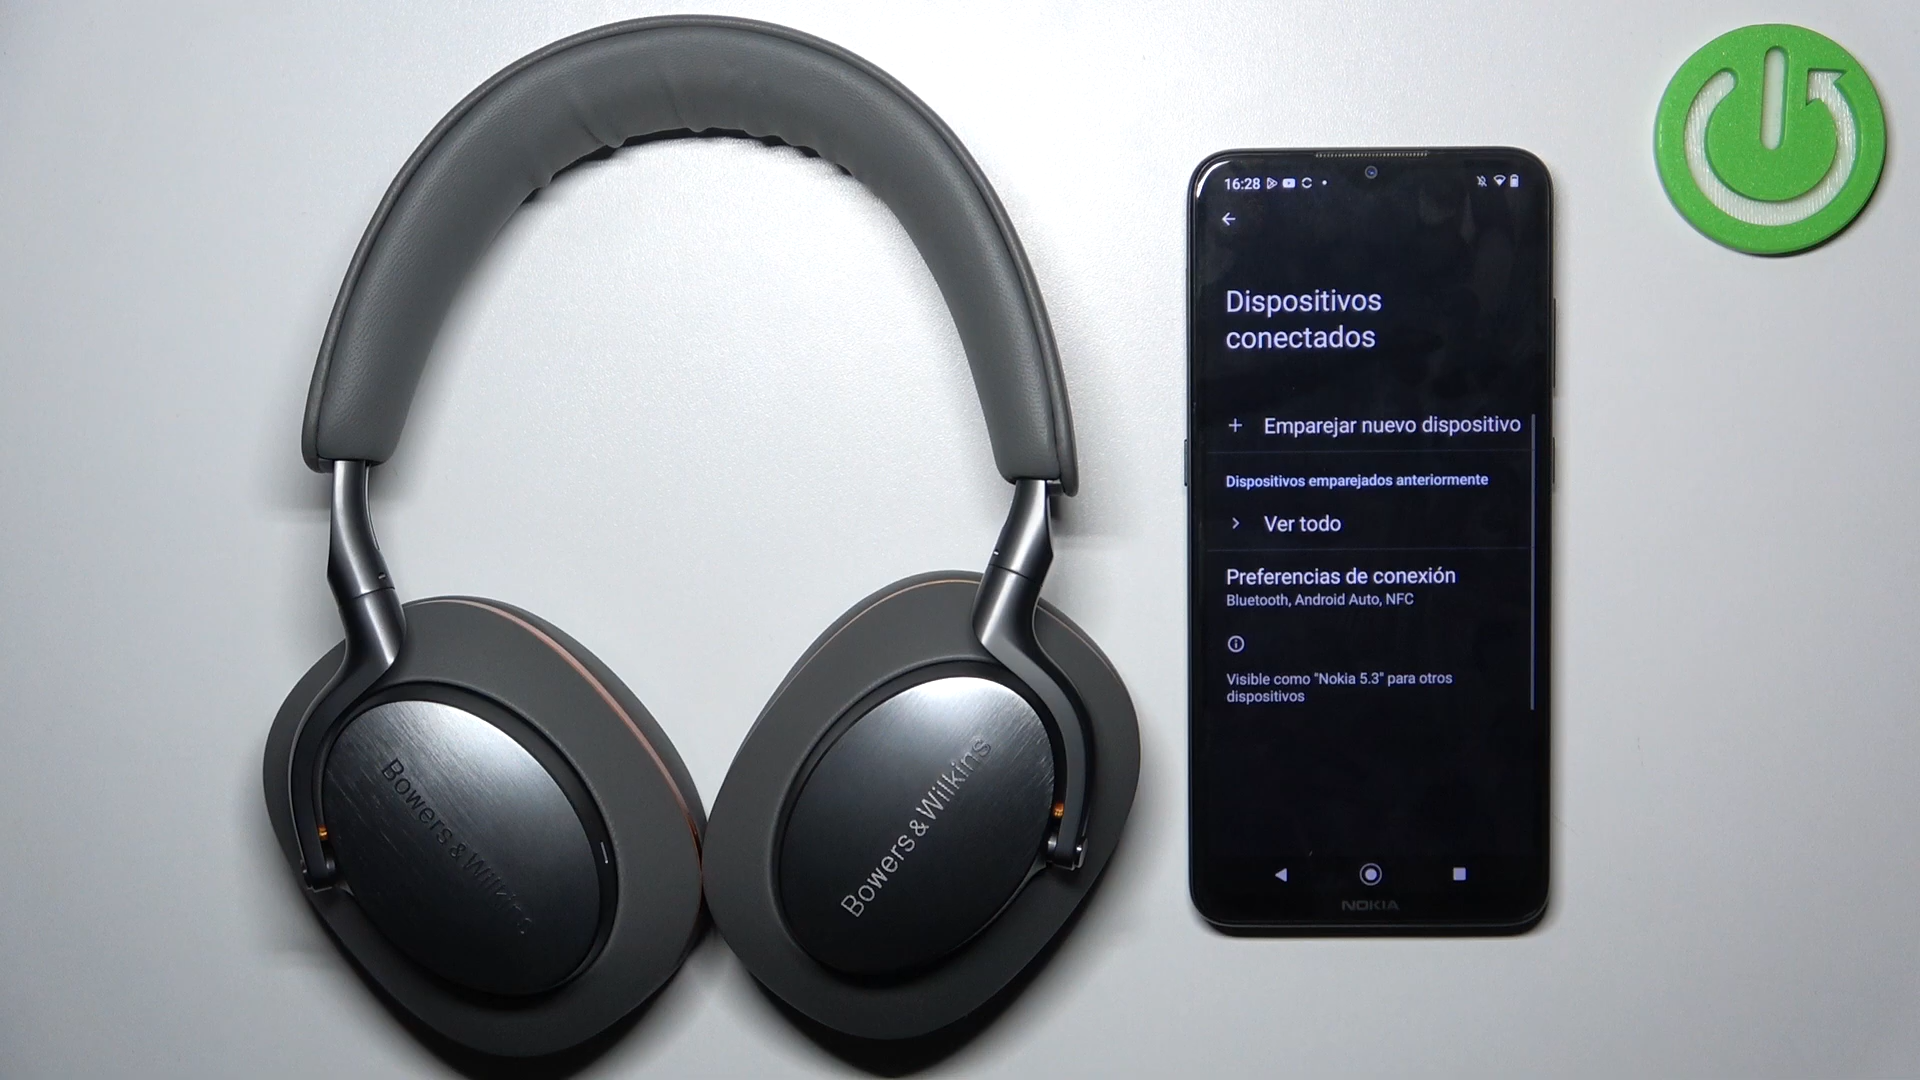 Bowers & Wilkins
Bowers & Wilkins
16:28
Dispositivos
conectados
+ Emparejar nuevo dispositivo
Dispositivos emparejados anteriormente
> Ver todo
Preferencias de conexión
Bluetooth, Android Auto, NFC
Visible como "Nokia 5.3" para otros
dispositivos
NOKIA